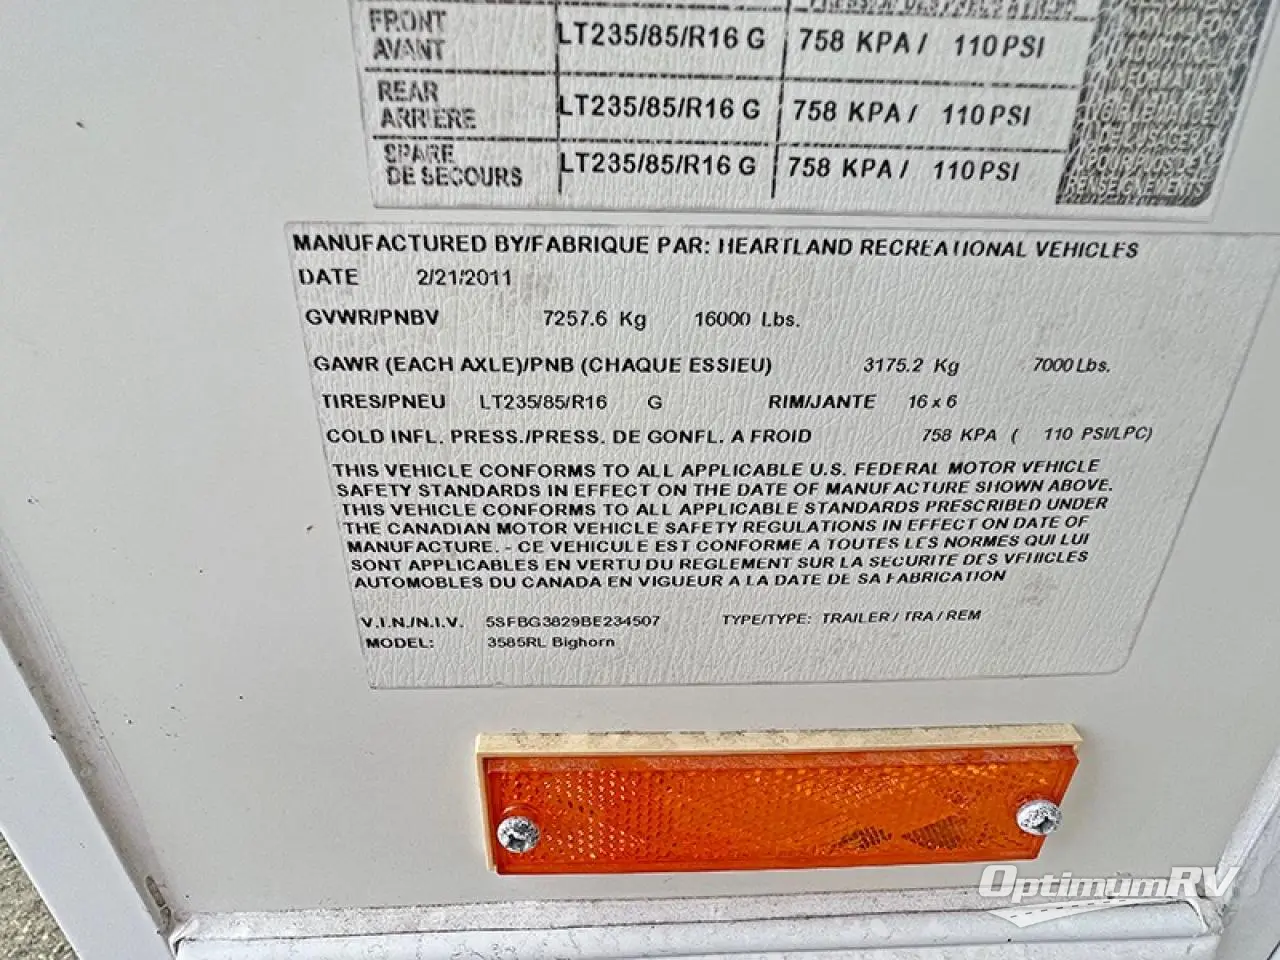 FRONT LT235/85/R16 G 758 KPA / 110 PSI
AVANT
REAR LT235/85/R16 G 758 KPA / 110 PSI
ARRIÈRE
SPARE LT235/85/R16 G 758 KPA / 110 PSI
DE SECOURS
INFORMATION
RENSEIGNEMENTS
MANUFACTURED BY/FABRIQUE PAR: HEARTLAND RECREATIONAL VEHICLES
DATE 2/21/2011
GVWR/PNBV 7257.6 Kg 16000 Lbs.
GAWR (EACH AXLE)/PNB (CHAQUE ESSIEU) 3175.2 Kg 7000 Lbs.
TIRES/PNEU LT235/85/R16 G RIM/JANTE 16 x 6
COLD INFL. PRESS./PRESS. DE GONFL. A FROID 758 KPA ( 110 PSI/LPC)
THIS VEHICLE CONFORMS TO ALL APPLICABLE U.S. FEDERAL MOTOR VEHICLE
SAFETY STANDARDS IN EFFECT ON THE DATE OF MANUFACTURE SHOWN ABOVE.
THIS VEHICLE CONFORMS TO ALL APPLICABLE STANDARDS PRESCRIBED UNDER
THE CANADIAN MOTOR VEHICLE SAFETY REGULATIONS IN EFFECT ON DATE OF
MANUFACTURE. - CE VEHICULE EST CONFORME A TOUTES LES NORMES QUI LUI
SONT APPLICABLES EN VERTU DU REGLEMENT SUR LA SECURITE DES VEHICLES
AUTOMOBILES DU CANADA EN VIGUEUR A LA DATE DE SA FABRICATION
V.I.N./N.I.V. 5SFBG3829BE234507 TYPE/TYPE: TRAILER / TRA / REM
MODEL: 3585RL Bighorn
OptimumRV